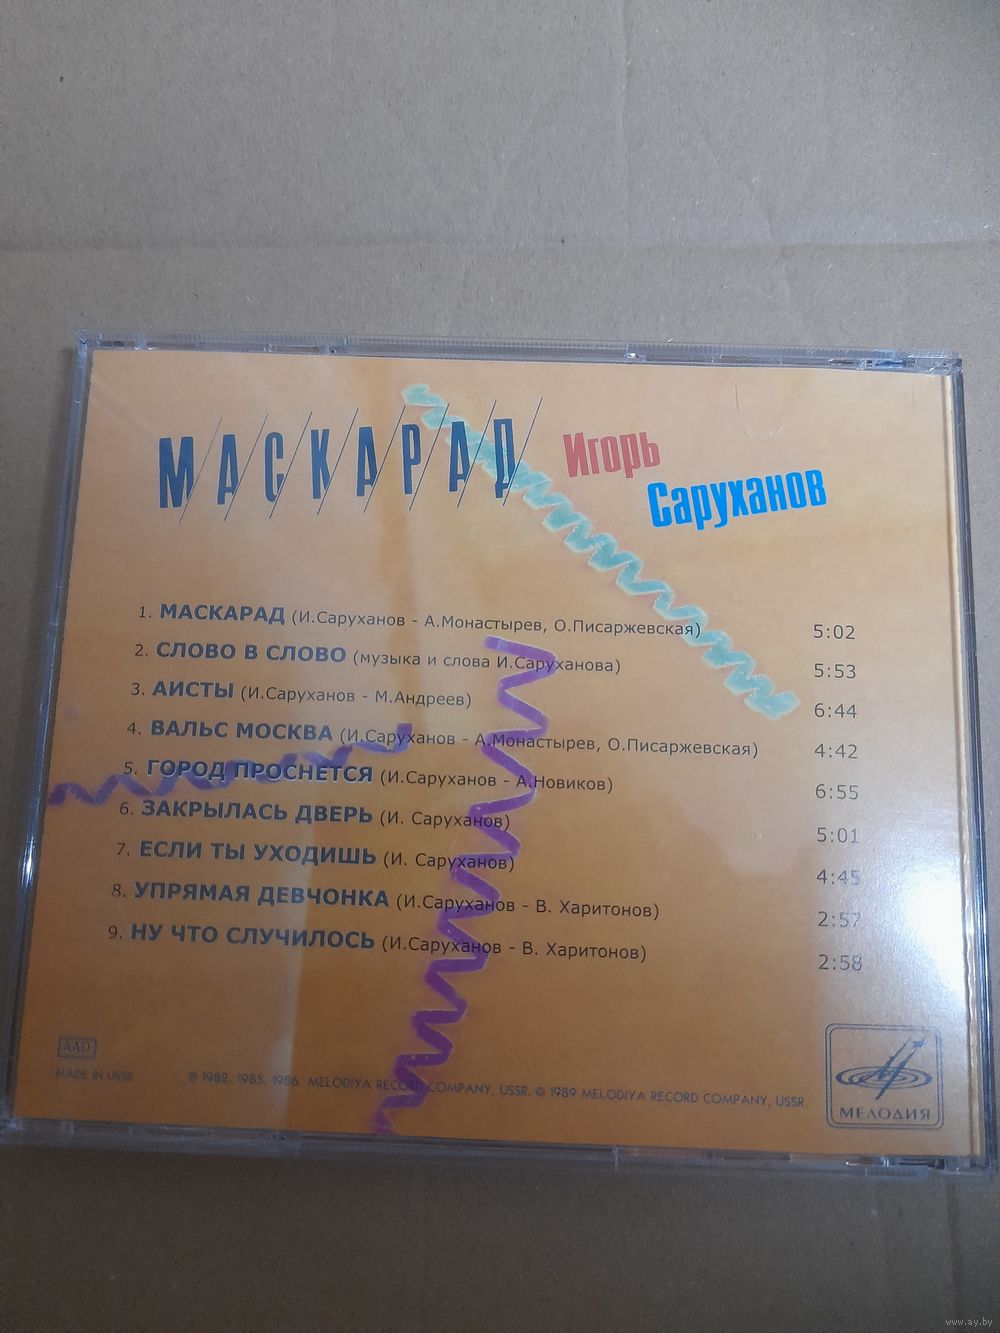 МАСКАРАД
Игорь
Саруханов
1. МАСКАРАД (И.Саруханов - А.Монастырев, О.Писаржевская) 5:02
2. СЛОВО В СЛОВО (музыка и слова И.Саруханова) 5:53
3. АИСТЫ (И.Саруханов - М.Андреев) 6:44
4. ВАЛЬС МОСКВА (И.Саруханов - А.Монастырев, О.Писаржевская) 4:42
5. ГОРОД ПРОСНЕТСЯ (И.Саруханов - А.Новиков) 6:55
6. ЗАКРЫЛАСЬ ДВЕРЬ (И. Саруханов) 5:01
7. ЕСЛИ ТЫ УХОДИШЬ (И. Саруханов) 4:45
8. УПРЯМАЯ ДЕВЧОНКА (И.Саруханов - В. Харитонов) 2:57
9. НУ ЧТО СЛУЧИЛОСЬ (И.Саруханов - В. Харитонов) 2:58
AAD
MADE IN USSR
℗ 1989, 1985, 1986 MELODIYA RECORD COMPANY, USSR. © 1989 MELODIYA RECORD COMPANY, USSR.
МЕЛОДИЯ
www.ay.by